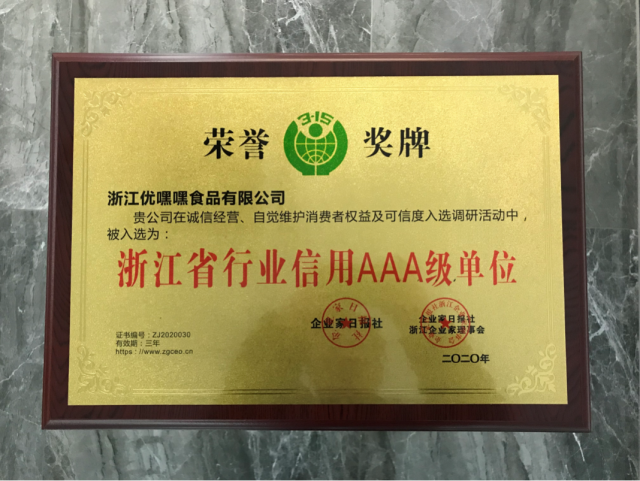 荣誉 3·15 奖牌
浙江优嘿嘿食品有限公司
贵公司在诚信经营、自觉维护消费者权益及可信度入选调研活动中，
被入选为：
浙江省行业信用AAA级单位
企业家日报社
企业家日报社
浙江企业家理事会
证书编号：ZJ2020030
有效期：三年
https://www.zgceo.cn
二〇二〇年